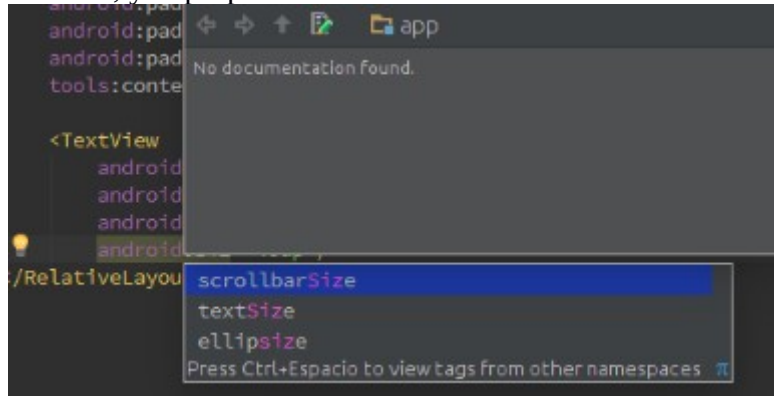 android:pad
android:pad app
android:pad
No documentation found.
tools:conte
<TextView
android
android
android
android
/RelativeLayou
scrollbarSize
textSize
ellipsize
Press Ctrl+Espacio to view tags from other namespaces π